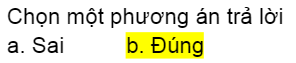 Chọn một phương án trả lời
a. Sai b. Đúng